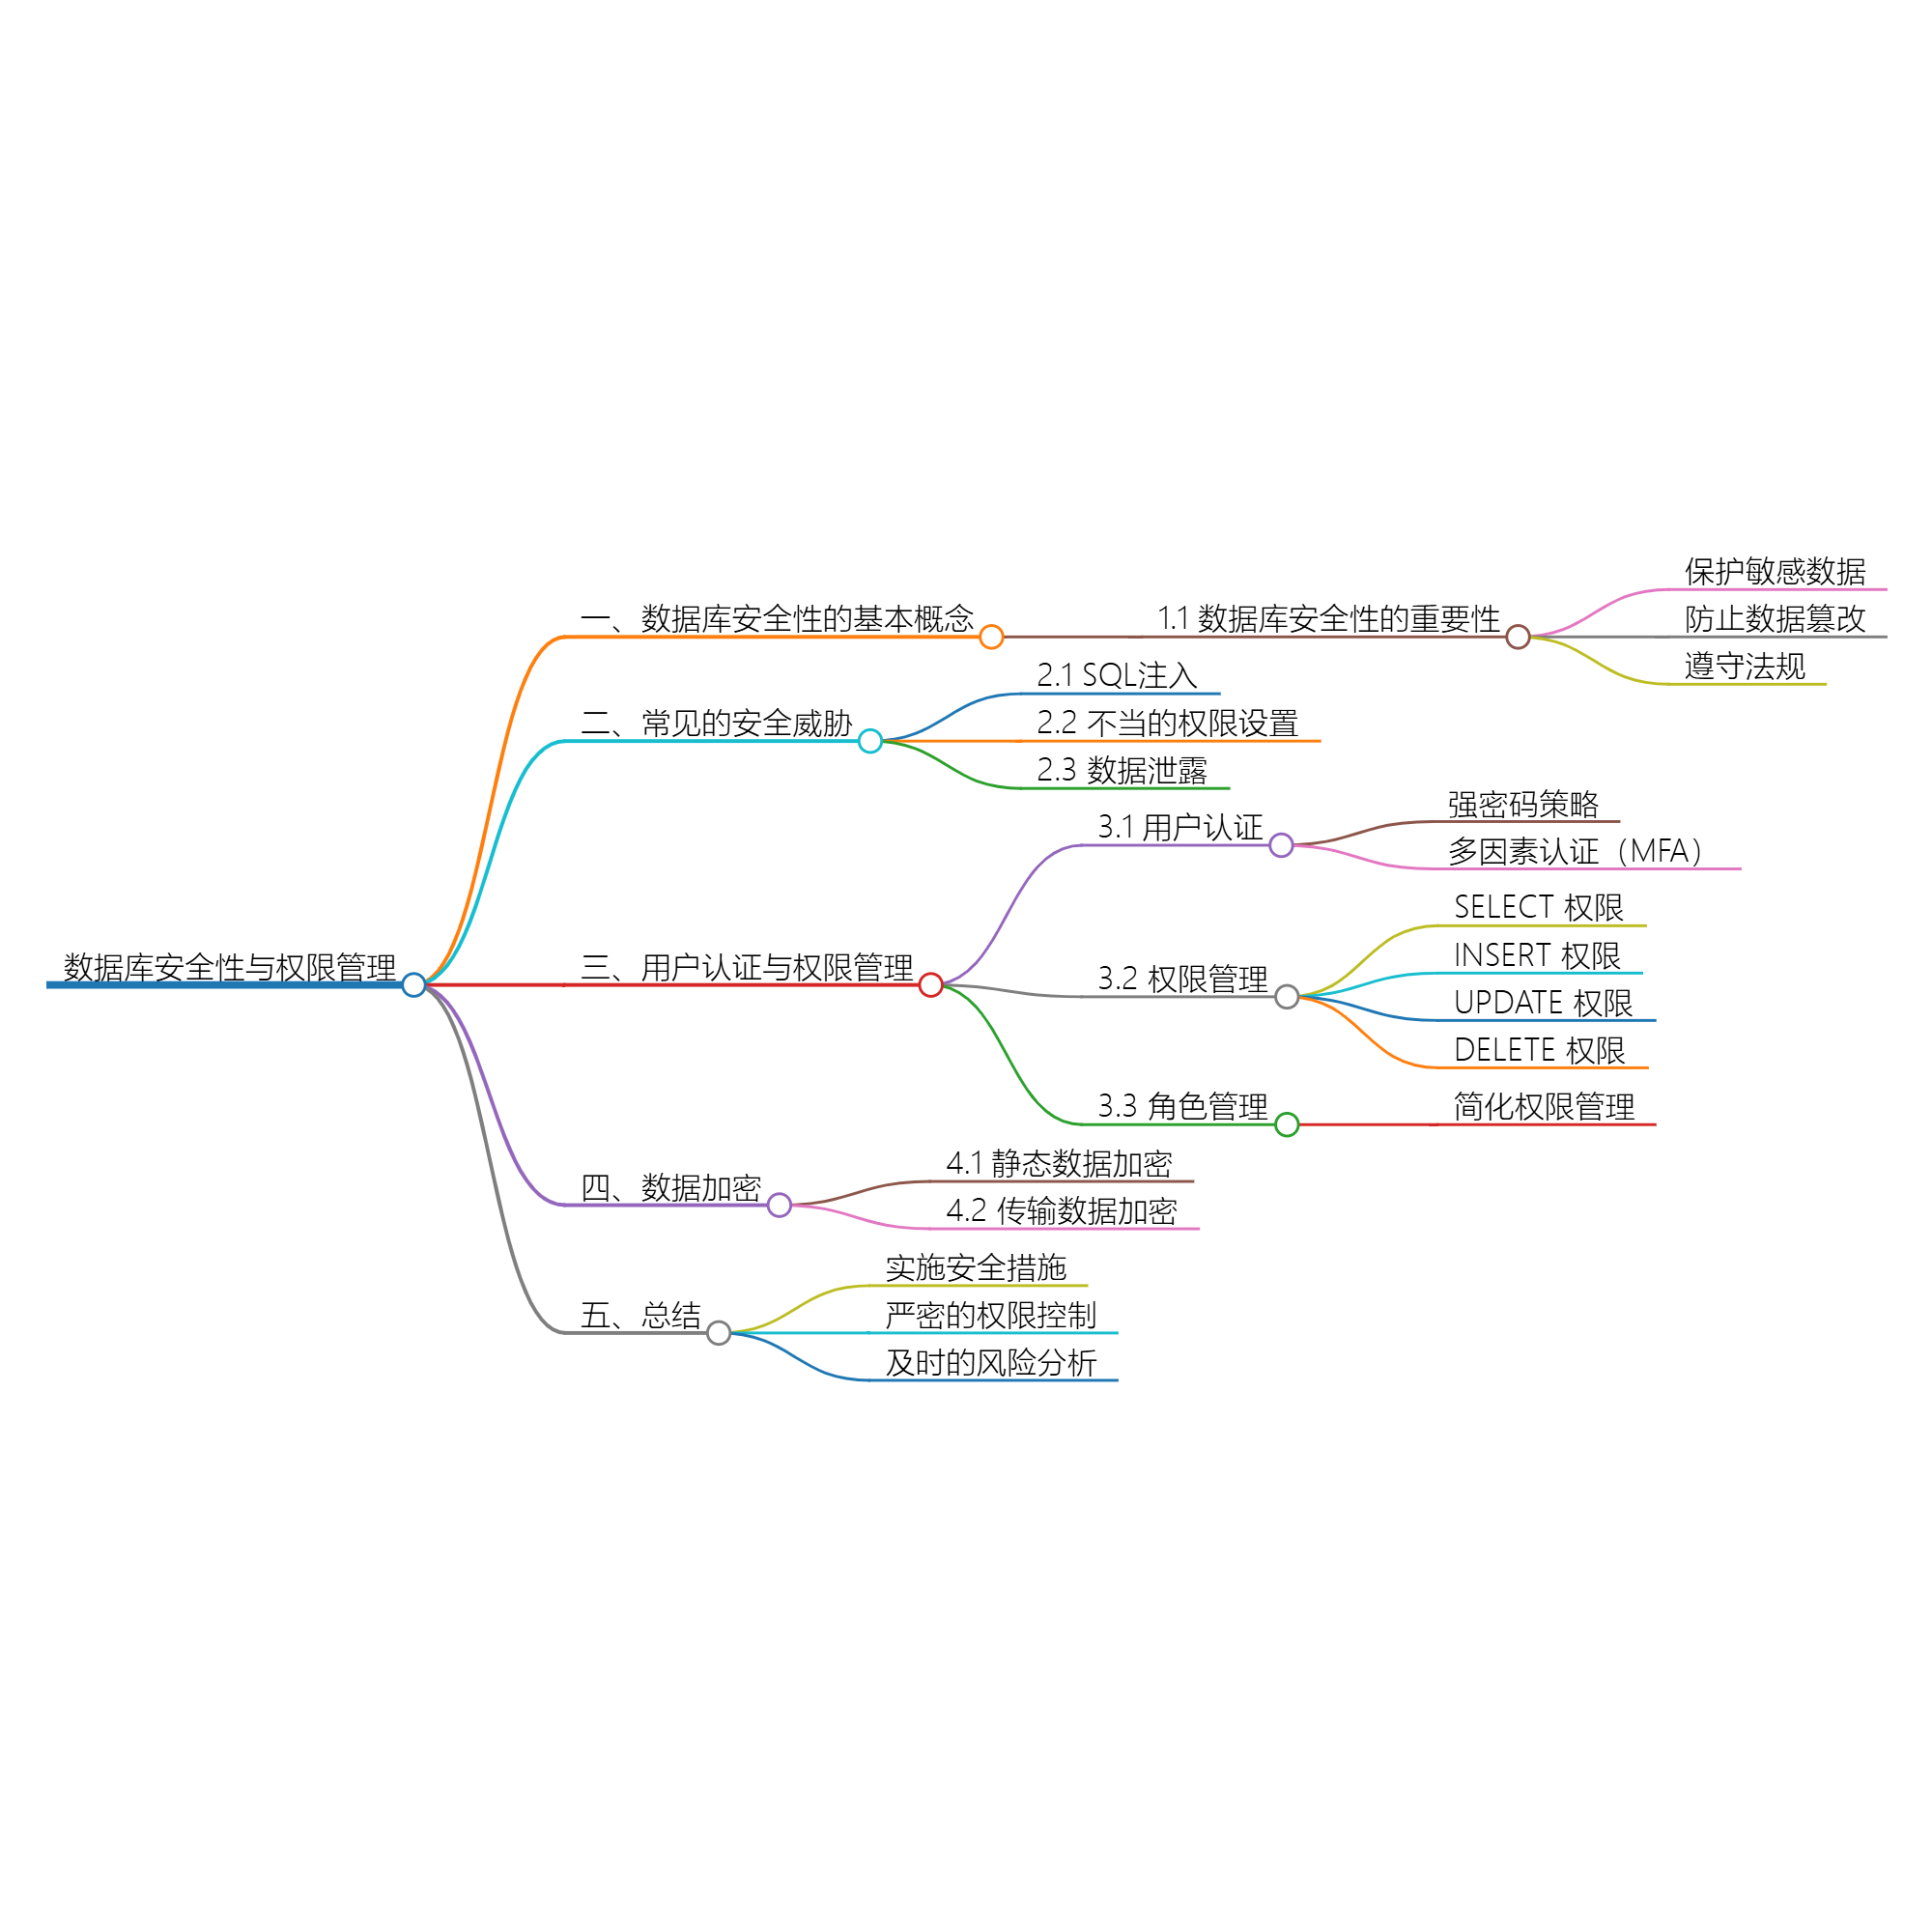 数据库安全性与权限管理
一、数据库安全性的基本概念
1.1 数据库安全性的重要性
保护敏感数据
防止数据篡改
遵守法规
二、常见的安全威胁
2.1 SQL注入
2.2 不当的权限设置
2.3 数据泄露
三、用户认证与权限管理
3.1 用户认证
强密码策略
多因素认证（MFA）
3.2 权限管理
SELECT 权限
INSERT 权限
UPDATE 权限
DELETE 权限
3.3 角色管理
简化权限管理
四、数据加密
4.1 静态数据加密
4.2 传输数据加密
五、总结
实施安全措施
严密的权限控制
及时的风险分析